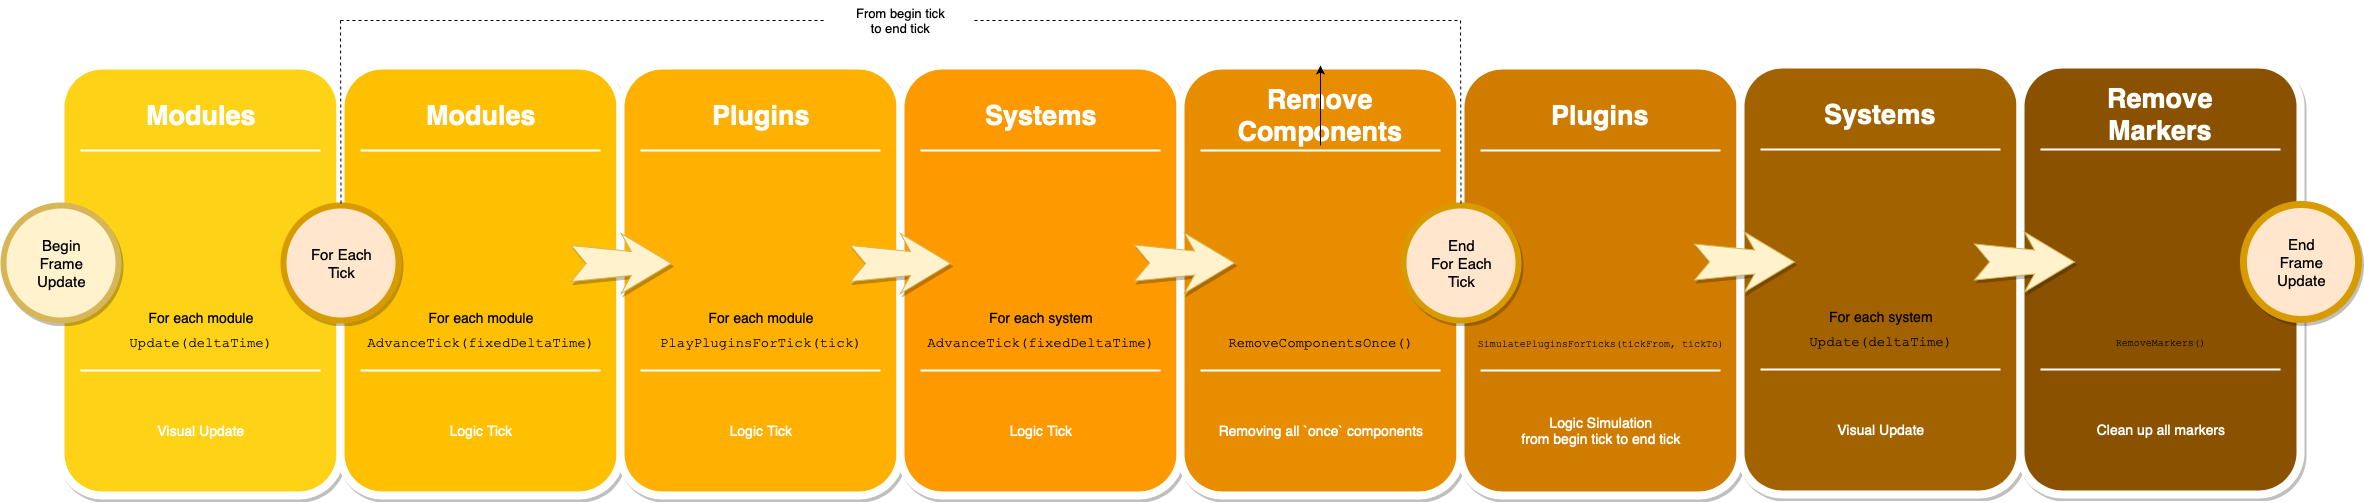 From begin tick
to end tick
Begin
Frame
Update
Modules
For each module
Update(deltaTime)
Visual Update
For Each
Tick
Modules
For each module
AdvanceTick(fixedDeltaTime)
Logic Tick
Plugins
For each module
PlayPluginsForTick(tick)
Logic Tick
Systems
For each system
AdvanceTick(fixedDeltaTime)
Logic Tick
Remove
Components
RemoveComponentsOnce()
Removing all `once` components
End
For Each
Tick
Plugins
SimulatePluginsForTicks(tickFrom, tickTo)
Logic Simulation
from begin tick to end tick
Systems
For each system
Update(deltaTime)
Visual Update
Remove
Markers
RemoveMarkers()
Clean up all markers
End
Frame
Update